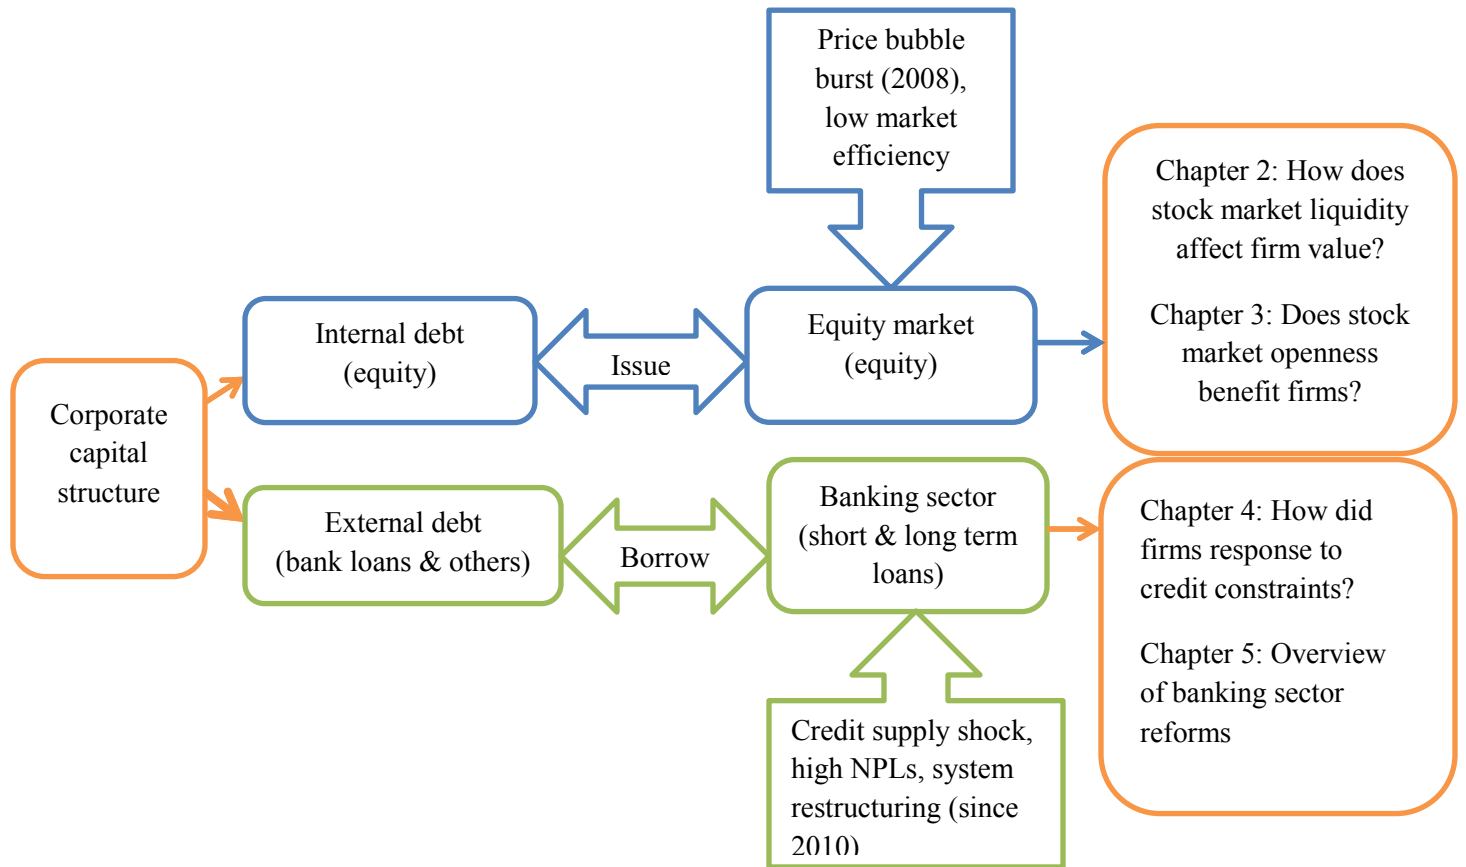 Price bubble
burst (2008),
low market
efficiency
Chapter 2: How does
stock market liquidity
affect firm value?
Chapter 3: Does stock
market openness
benefit firms?
Internal debt
(equity)
Issue
Equity market
(equity)
Corporate
capital
structure
External debt
(bank loans & others)
Borrow
Banking sector
(short & long term
loans)
Chapter 4: How did
firms response to
credit constraints?
Chapter 5: Overview
of banking sector
reforms
Credit supply shock,
high NPLs, system
restructuring (since
2010)